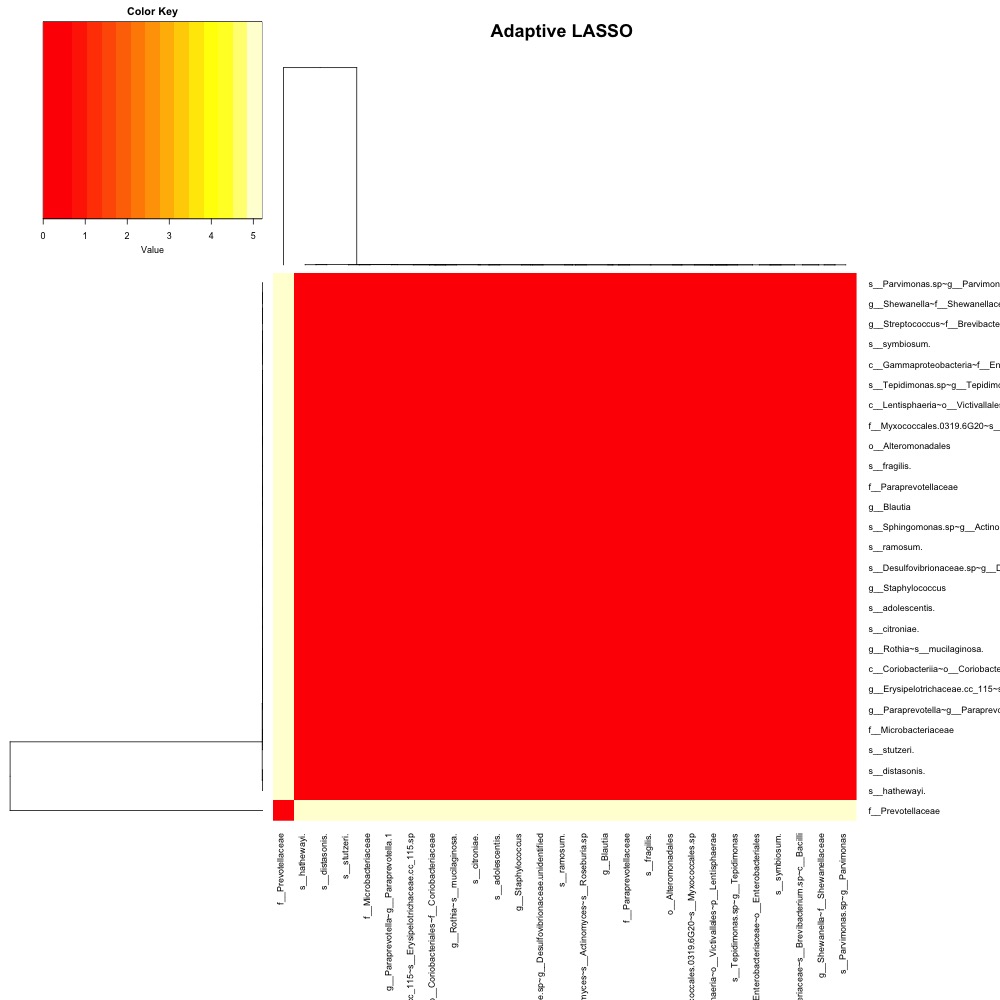 Color Key
Adaptive LASSO
0 1 2 3 4 5
Value
s__Parvimonas.sp~g__Parvimon
g__Shewanella~f__Shewanellace
g__Streptococcus~f__Brevibacte
s__symbiosum.
c__Gammaproteobacteria~f__En
s__Tepidimonas.sp~g__Tepidimo
c__Lentisphaeria~o__Victivallales
f__Myxococcales.0319.6G20~s__
o__Alteromonadales
s__fragilis.
f__Paraprevotellaceae
g__Blautia
s__Sphingomonas.sp~g__Actino
s__ramosum.
s__Desulfovibrionaceae.sp~g__D
g__Staphylococcus
s__adolescentis.
s__citroniae.
g__Rothia~s__mucilaginosa.
c__Coriobacteriia~o__Coriobacte
g__Erysipelotrichaceae.cc_115~s
g__Paraprevotella~g__Paraprevo
f__Microbacteriaceae
s__stutzeri.
s__distasonis.
s__hathewayi.
f__Prevotellaceae
f__Prevotellaceae
s__hathewayi.
s__distasonis.
s__stutzeri.
f__Microbacteriaceae
g__Paraprevotella~g__Paraprevotella.1
cc_115~s__Erysipelotrichaceae.cc_115.sp
o__Coriobacteriales~f__Coriobacteriaceae
g__Rothia~s__mucilaginosa.
s__citroniae.
s__adolescentis.
g__Staphylococcus
e.sp~g__Desulfovibrionaceae.unidentified
s__ramosum.
myces~s__Actinomyces~s__Roseburia.sp
g__Blautia
f__Paraprevotellaceae
s__fragilis.
o__Alteromonadales
coccales.0319.6G20~s__Myxococcales.sp
haeria~o__Victivallales~p__Lentisphaerae
s__Tepidimonas.sp~g__Tepidimonas
Enterobacteriaceae~o__Enterobacteriales
s__symbiosum.
eriaceae~s__Brevibacterium.sp~c__Bacilli
g__Shewanella~f__Shewanellaceae
s__Parvimonas.sp~g__Parvimonas